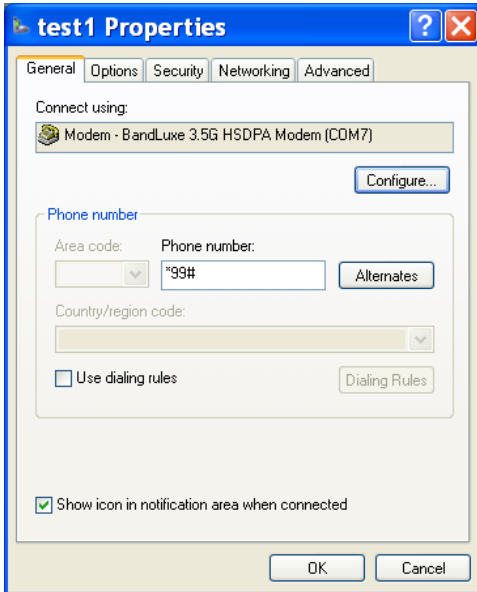 test1 Properties
General Options Security Networking Advanced
Connect using:
Modem - BandLuxe 3.5G HSDPA Modem (COM7)
Configure...
Phone number
Area code: Phone number:
*99# Alternates
Country/region code:
Use dialing rules Dialing Rules
Show icon in notification area when connected
OK Cancel